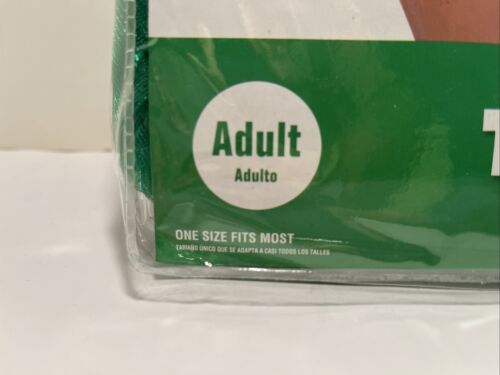 Adult
Adulto
ONE SIZE FITS MOST
TAMAÑO ÚNICO QUE SE ADAPTA A CASI TODOS LOS TALLES